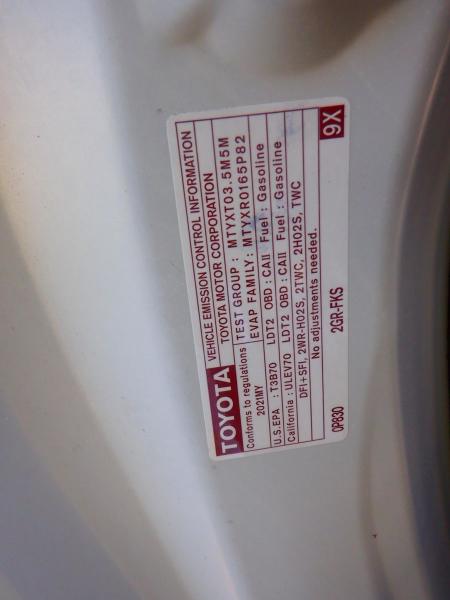 TOYOTA
VEHICLE EMISSION CONTROL INFORMATION
TOYOTA MOTOR CORPORATION
Conforms to regulations
2021MY
TEST GROUP : MTYXT03.5M5M
EVAP FAMILY: MTYXR0165P82
U.S.EPA : T3B70 LDT2 OBD : CAII Fuel : Gasoline
California : ULEV70 LDT2 OBD : CAII Fuel : Gasoline
DFI+SFI, 2WR-HO2S, 2TWC, 2HO2S, TWC
No adjustments needed.
0P830
2GR-FKS
9X